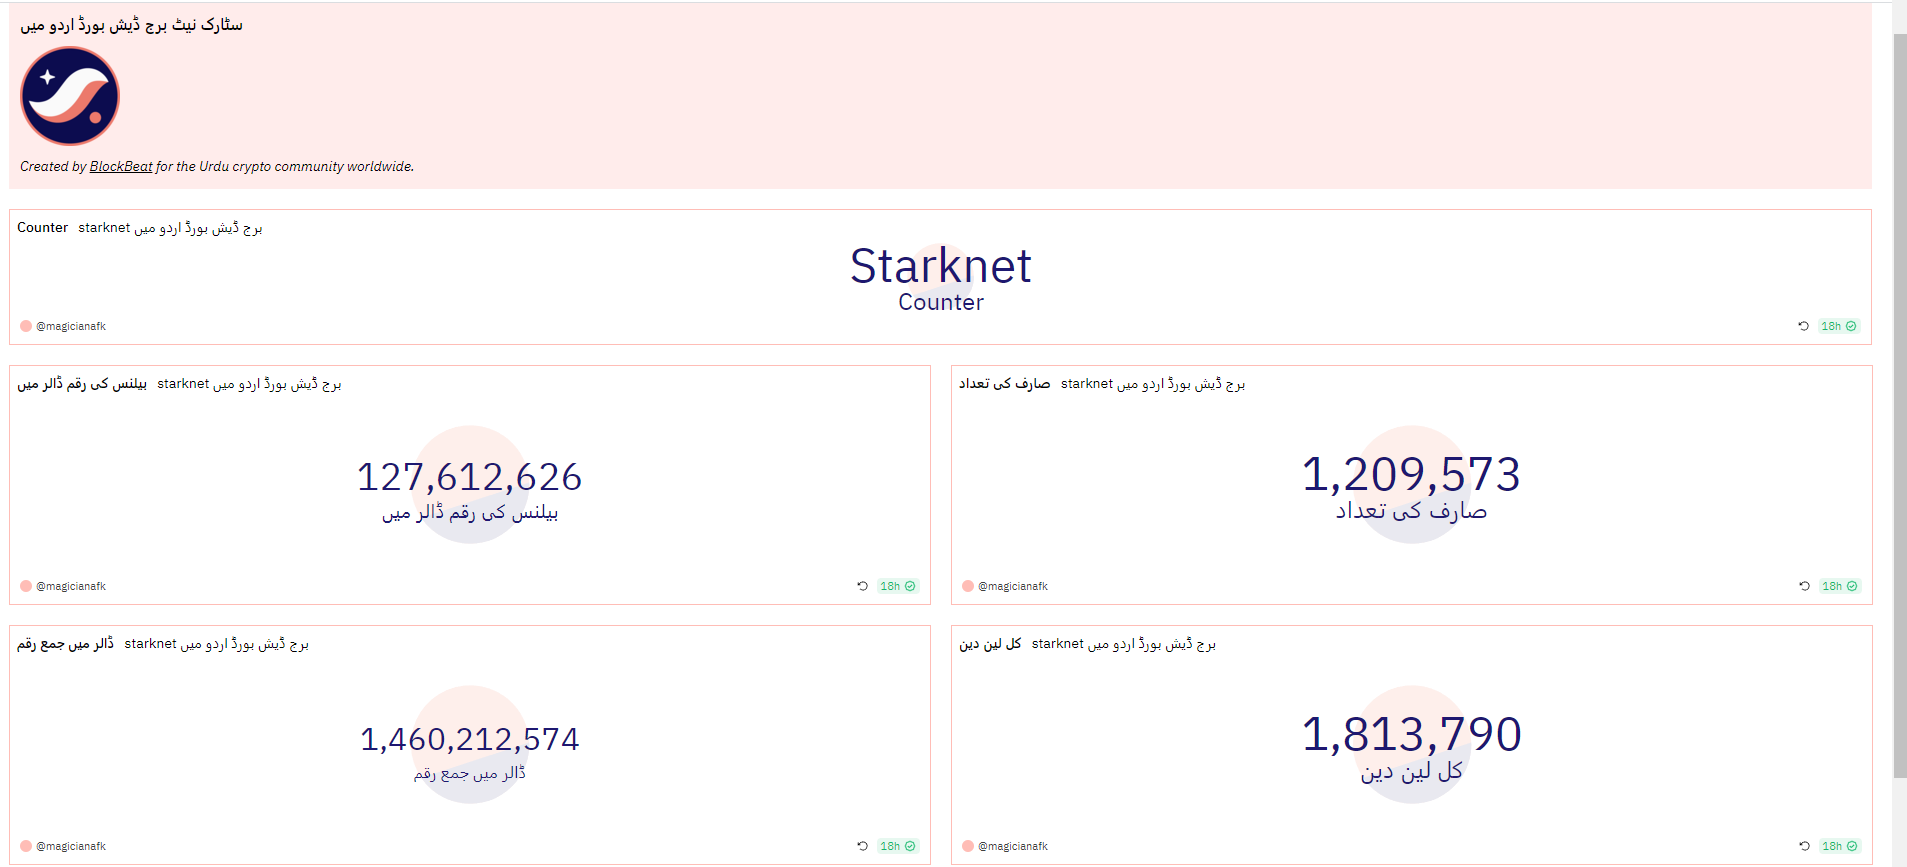 سٹارک نیٹ برج ڈیش بورڈ اردو میں
Created by BlockBeat for the Urdu crypto community worldwide.
Counter starknet برج ڈیش بورڈ اردو میں
Starknet
Counter
@magicianafk
18h
بیلنس کی رقم ڈالر میں starknet برج ڈیش بورڈ اردو میں
127,612,626
بیلنس کی رقم ڈالر میں
@magicianafk
18h
صارف کی تعداد starknet برج ڈیش بورڈ اردو میں
1,209,573
صارف کی تعداد
@magicianafk
18h
ڈالر میں جمع رقم starknet برج ڈیش بورڈ اردو میں
1,460,212,574
ڈالر میں جمع رقم
@magicianafk
18h
کل لین دین starknet برج ڈیش بورڈ اردو میں
1,813,790
کل لین دین
@magicianafk
18h